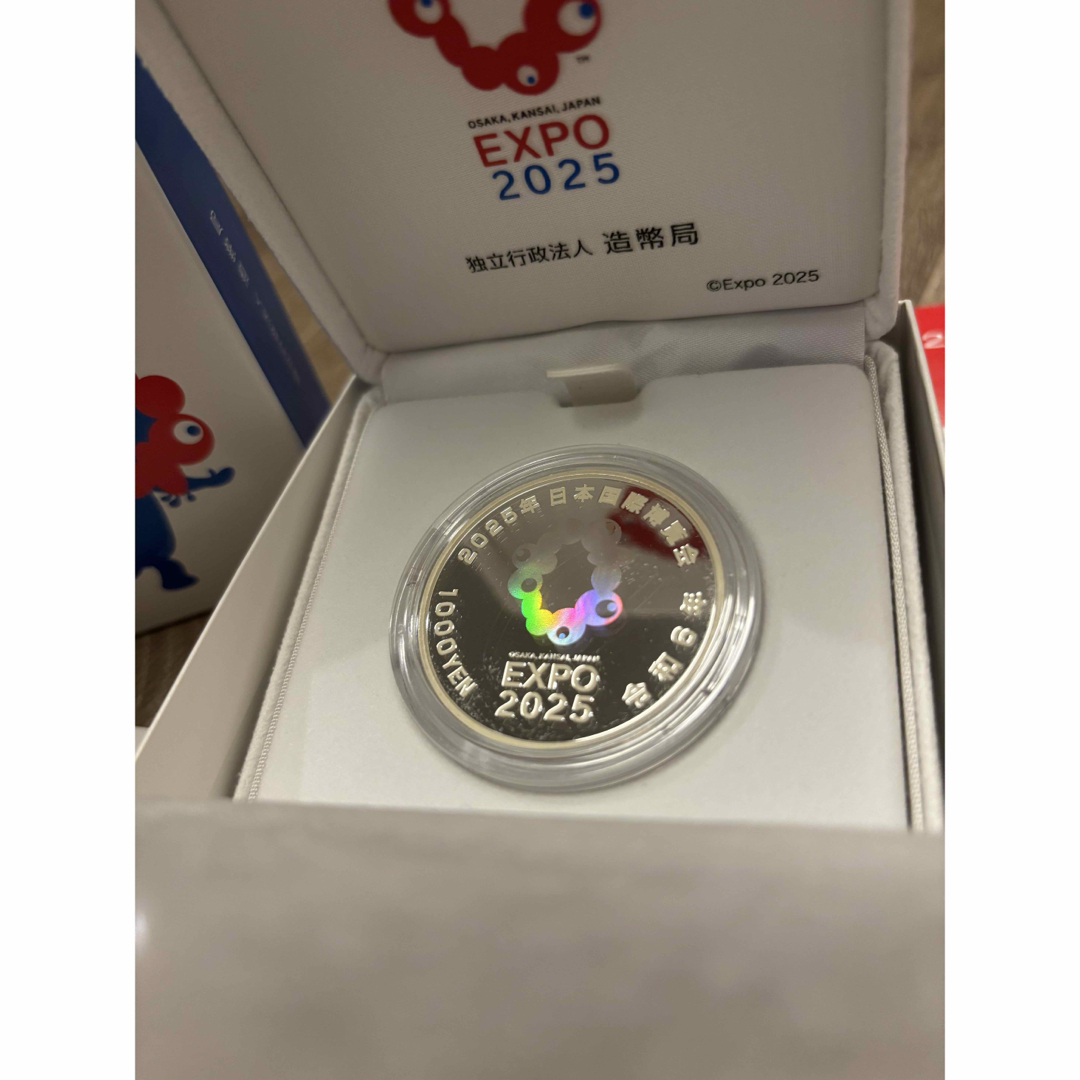 OSAKA, KANSAI, JAPAN
EXPO
2025
™
独立行政法人 造幣局
©Expo 2025
2025年 日本国際博覧会
1000YEN
令和6年
OSAKA, KANSAI, JAPAN
EXPO
2025
2